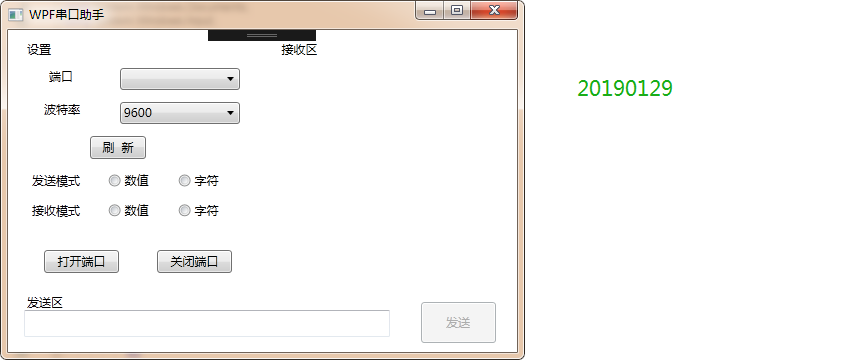 WPF串口助手
设置 接收区
端口
波特率 9600
刷 新
发送模式 数值 字符
接收模式 数值 字符
打开端口 关闭端口
发送区
发送
20190129